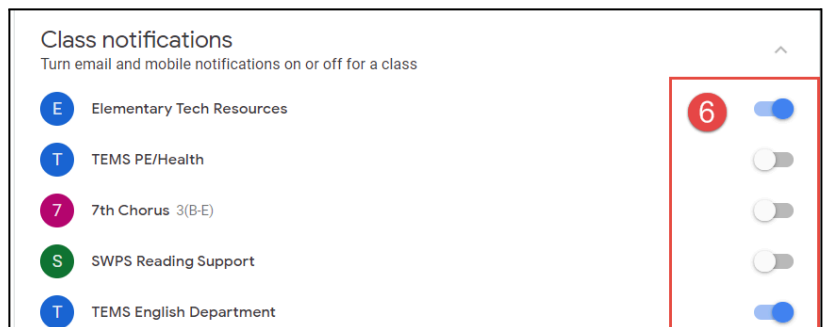 Class notifications
Turn email and mobile notifications on or off for a class
E Elementary Tech Resources 6
T TEMS PE/Health
7 7th Chorus 3(B-E)
S SWPS Reading Support
T TEMS English Department